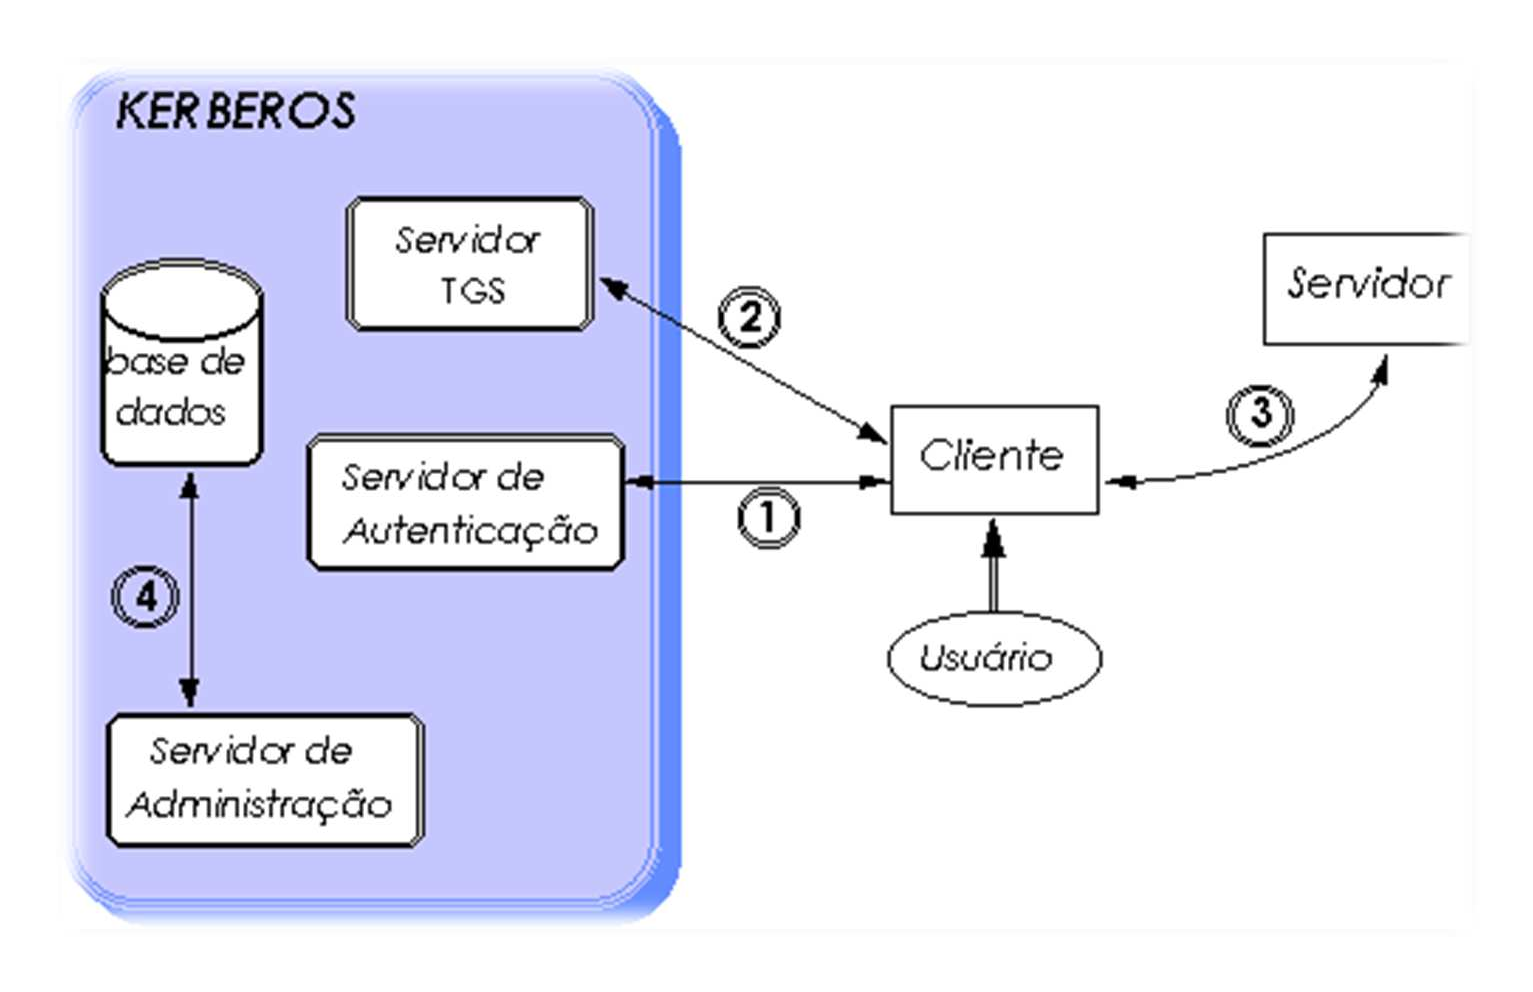 KERBEROS
Servidor
TGS
2
Servidor
base de
dados
3
Cliente
Servidor de
Autenticação
1
4
Usuário
Servidor de
Administração